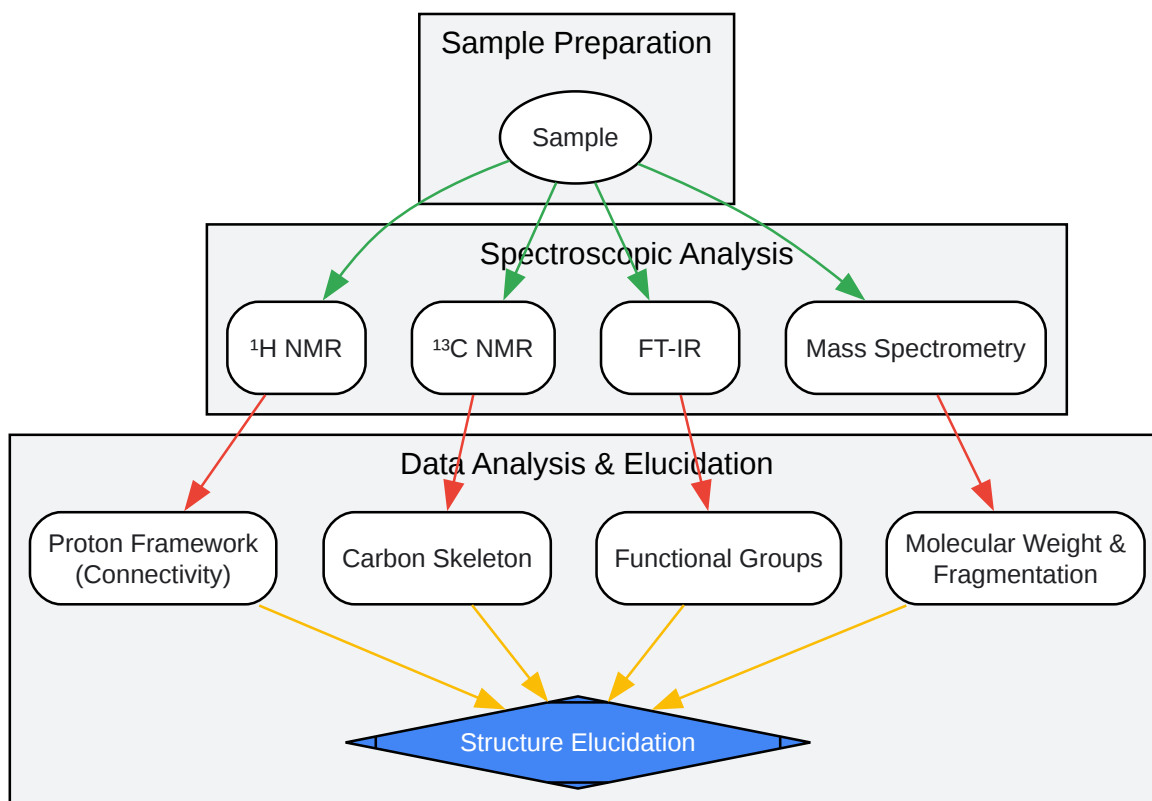 Sample Preparation
Sample
Spectroscopic Analysis
¹H NMR
¹³C NMR
FT-IR
Mass Spectrometry
Data Analysis & Elucidation
Proton Framework
(Connectivity)
Carbon Skeleton
Functional Groups
Molecular Weight &
Fragmentation
Structure Elucidation